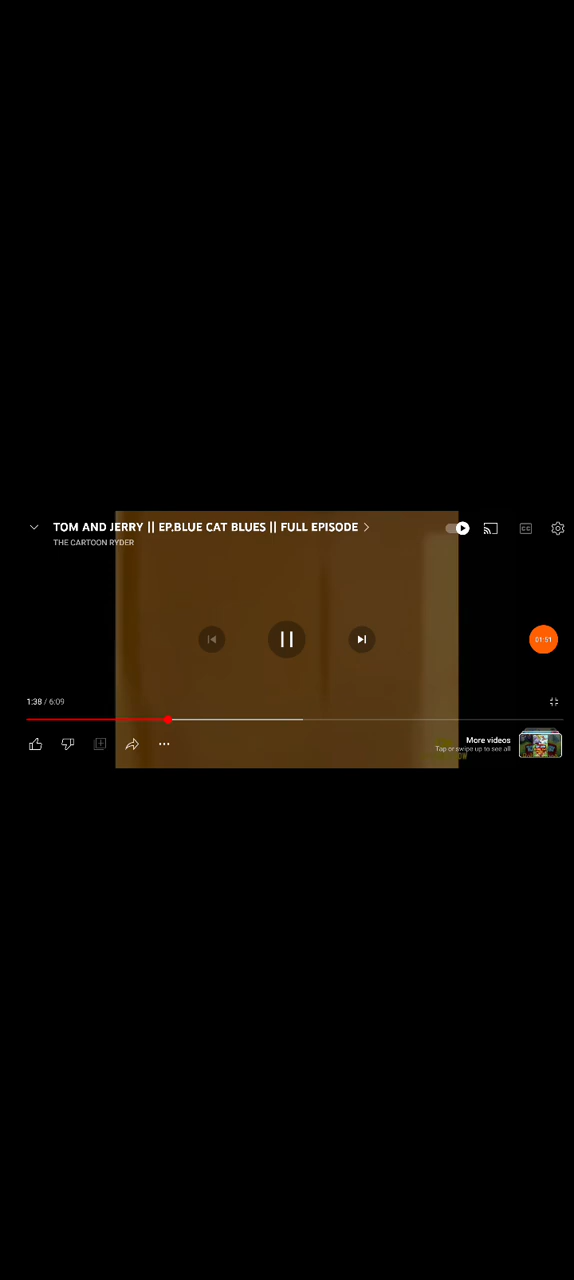 TOM AND JERRY || EP.BLUE CAT BLUES || FULL EPISODE
THE CARTOON RYDER
CC
01:51
1:38 / 6:09
More videos
Tap or swipe up to see all